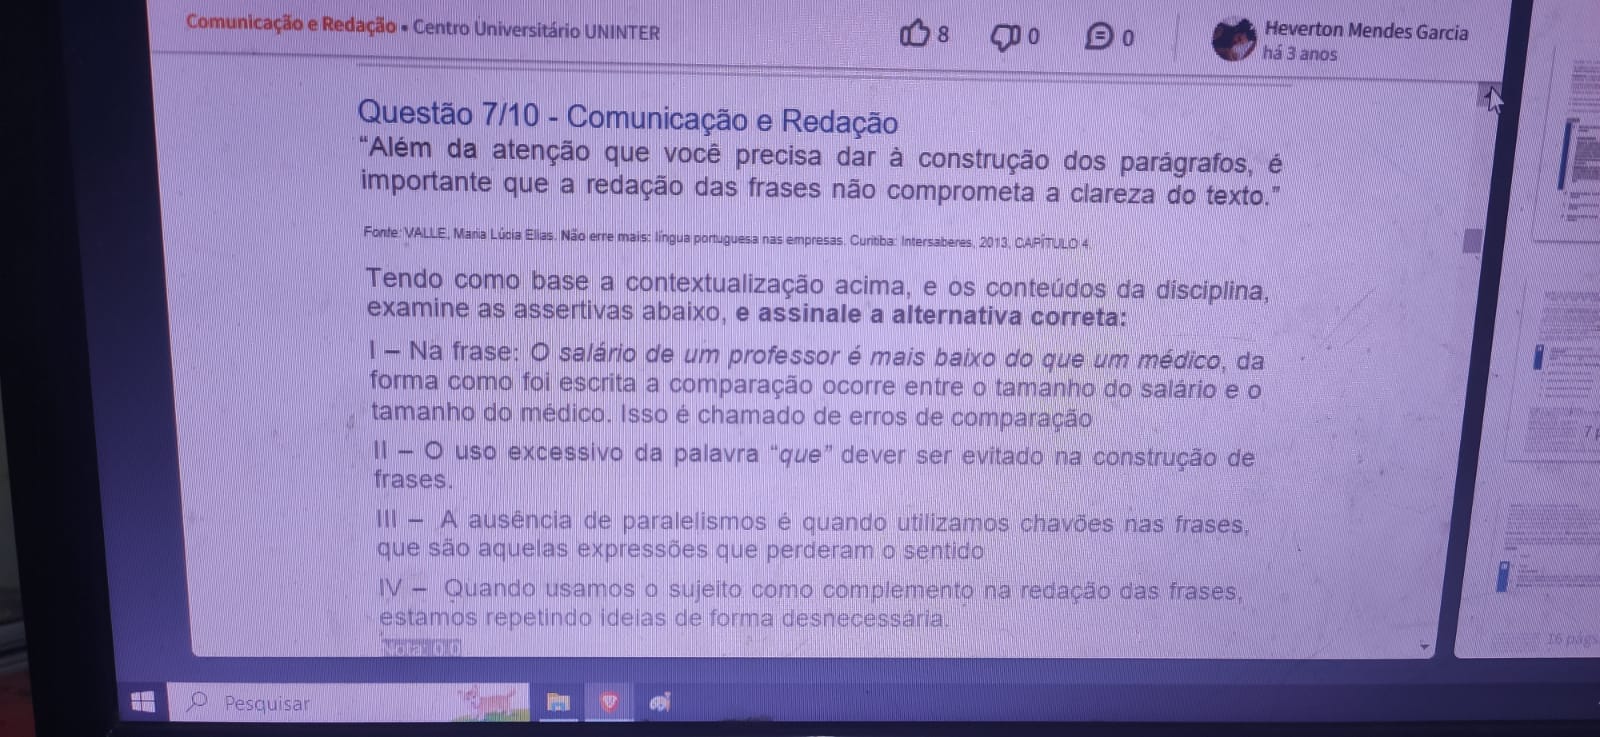 Comunicação e Redação • Centro Universitário UNINTER
8
0
0
Heverton Mendes Garcia
há 3 anos
Questão 7/10 - Comunicação e Redação
“Além da atenção que você precisa dar à construção dos parágrafos, é
importante que a redação das frases não comprometa a clareza do texto.”
Fonte: VALLE, Maria Lúcia Elias. Não erre mais: língua portuguesa nas empresas. Curitiba: Intersaberes, 2013, CAPÍTULO 4.
Tendo como base a contextualização acima, e os conteúdos da disciplina,
examine as assertivas abaixo, e assinale a alternativa correta:
I – Na frase: O salário de um professor é mais baixo do que um médico, da
forma como foi escrita a comparação ocorre entre o tamanho do salário e o
tamanho do médico. Isso é chamado de erros de comparação
II – O uso excessivo da palavra “que” dever ser evitado na construção de
frases.
III – A ausência de paralelismos é quando utilizamos chavões nas frases,
que são aquelas expressões que perderam o sentido
IV – Quando usamos o sujeito como complemento na redação das frases,
estamos repetindo ideias de forma desnecessária.
Nota: 0.0
16 págs
Pesquisar